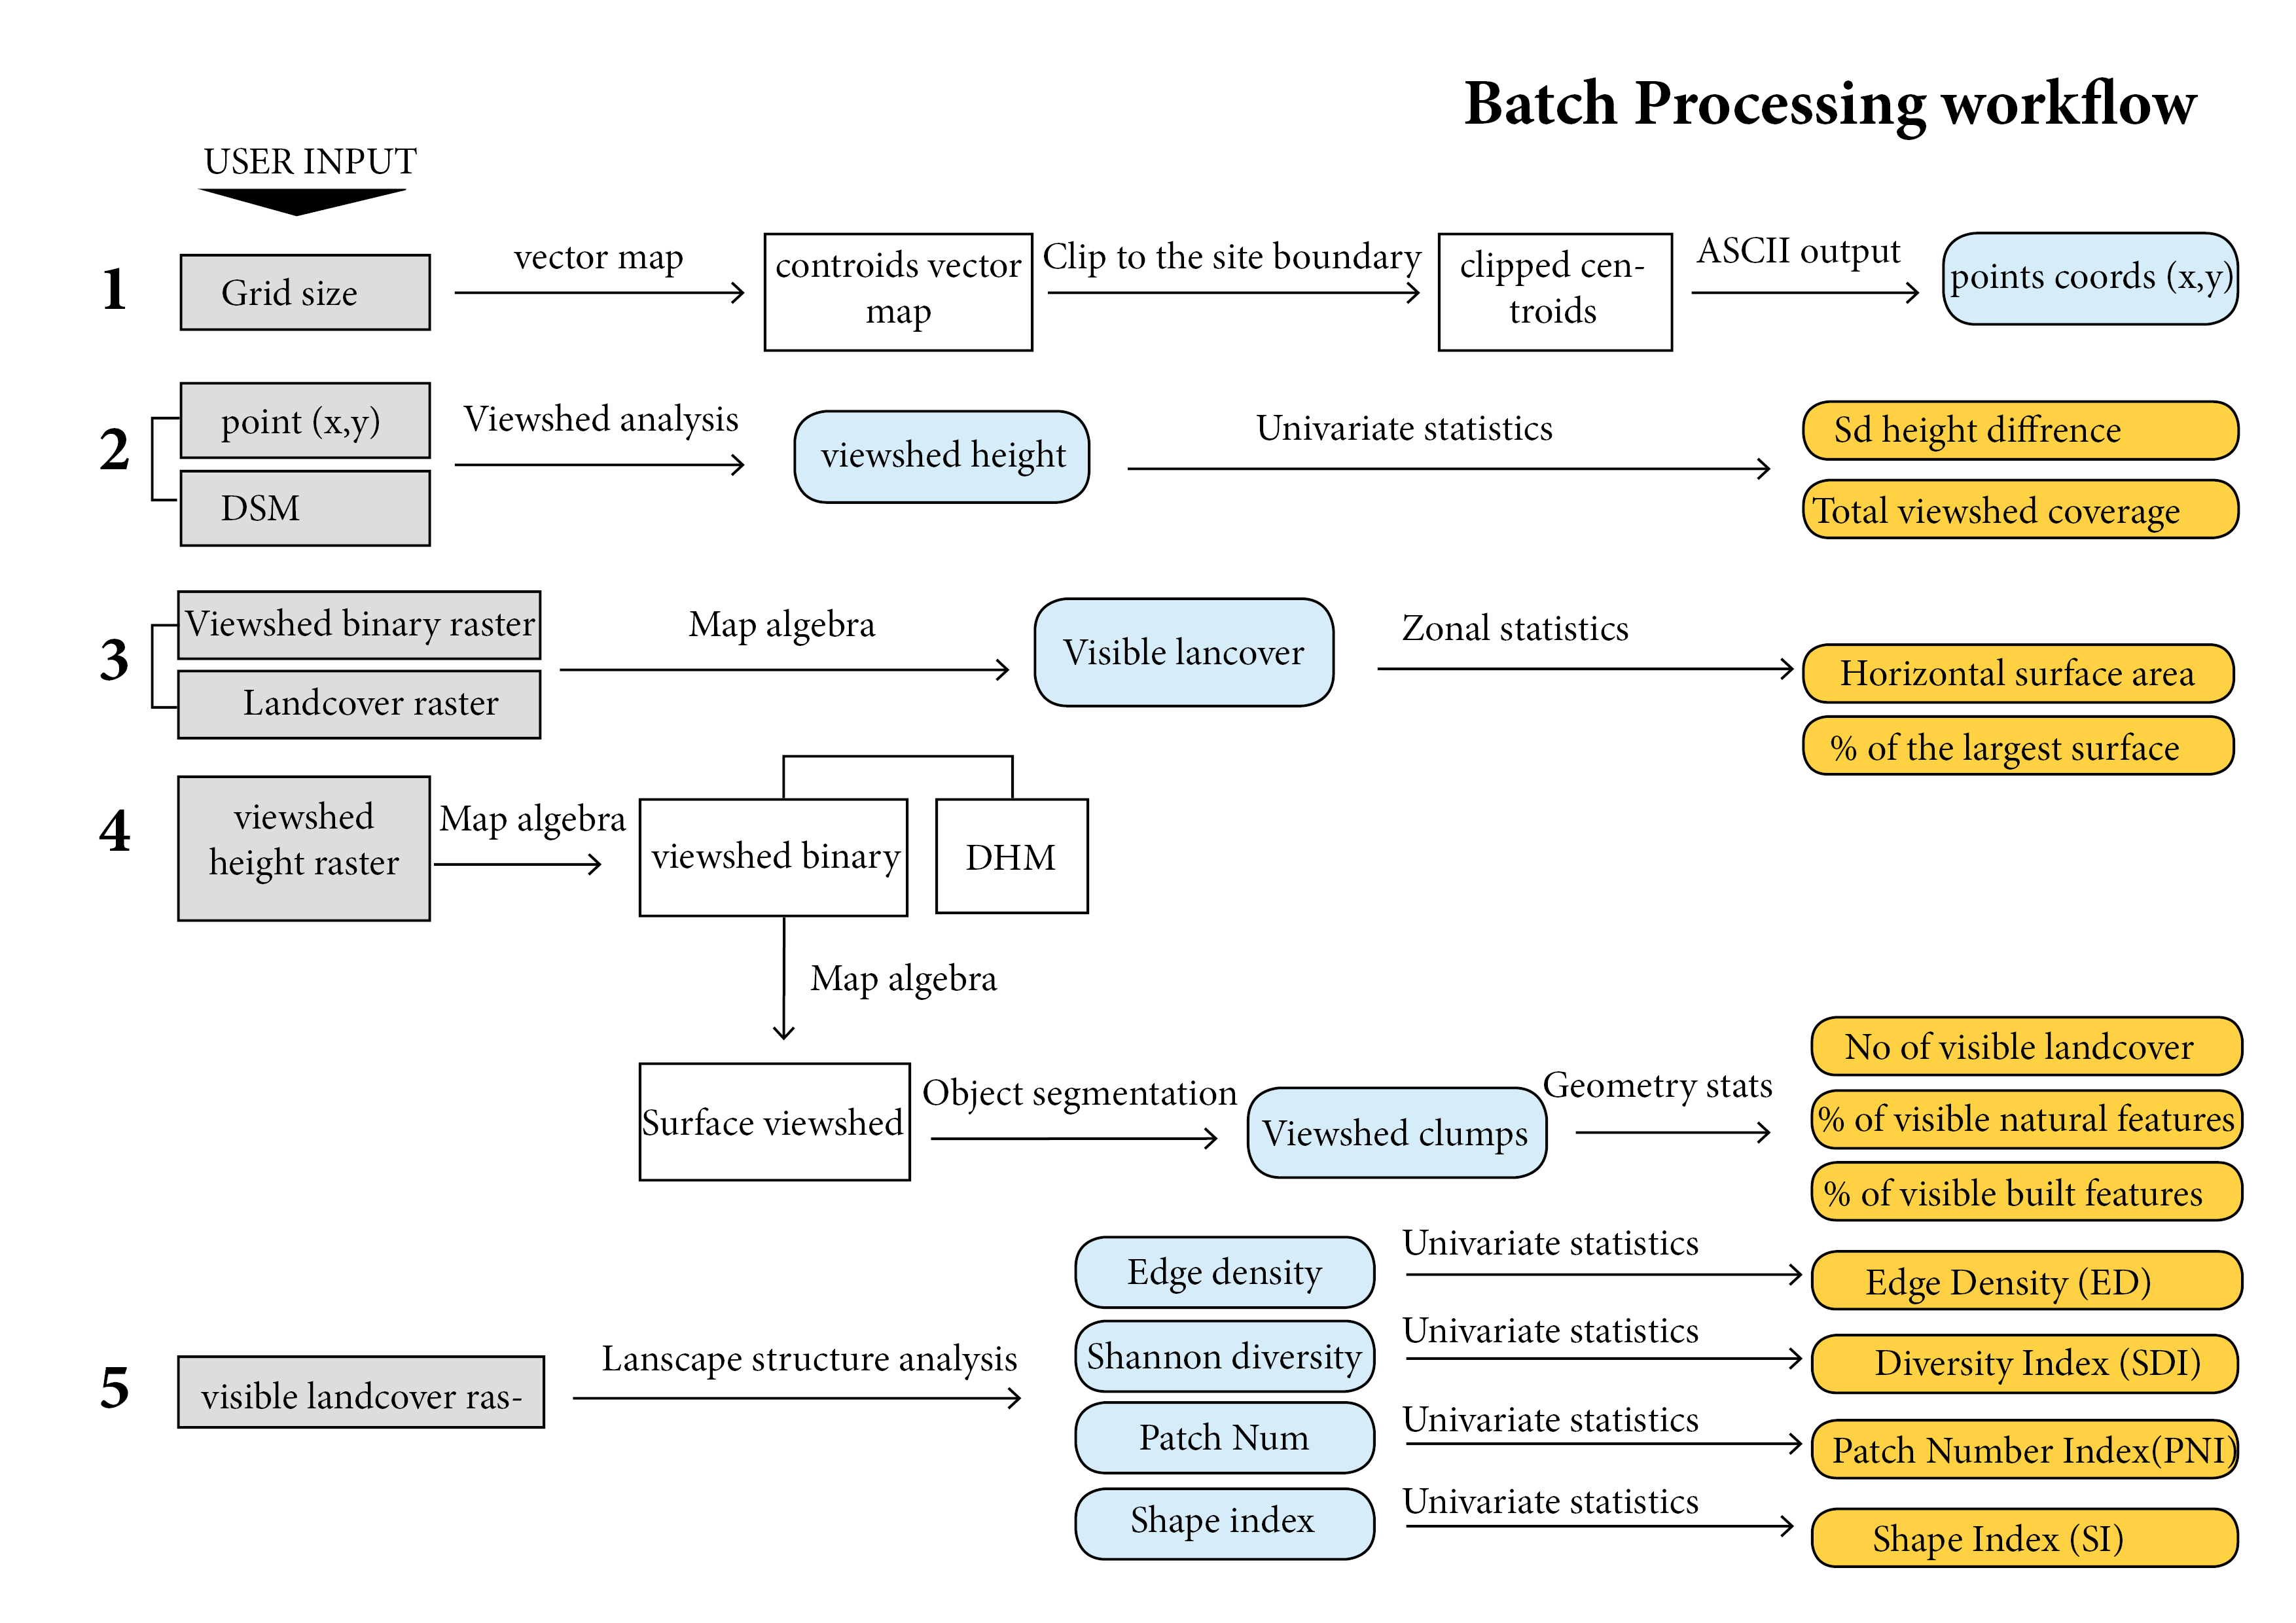 Batch Processing workflow
USER INPUT
1
Grid size
vector map
controids vector
map
Clip to the site boundary
clipped cen-
troids
ASCII output
points coords (x,y)
2
point (x,y)
DSM
Viewshed analysis
viewshed height
Univariate statistics
Sd height diffrence
Total viewshed coverage
3
Viewshed binary raster
Landcover raster
Map algebra
Visible lancover
Zonal statistics
Horizontal surface area
% of the largest surface
4
viewshed
height raster
Map algebra
viewshed binary
DHM
Map algebra
Surface viewshed
Object segmentation
Viewshed clumps
Geometry stats
No of visible landcover
% of visible natural features
% of visible built features
5
visible landcover ras-
Lanscape structure analysis
Edge density
Univariate statistics
Edge Density (ED)
Shannon diversity
Univariate statistics
Diversity Index (SDI)
Patch Num
Univariate statistics
Patch Number Index(PNI)
Shape index
Univariate statistics
Shape Index (SI)